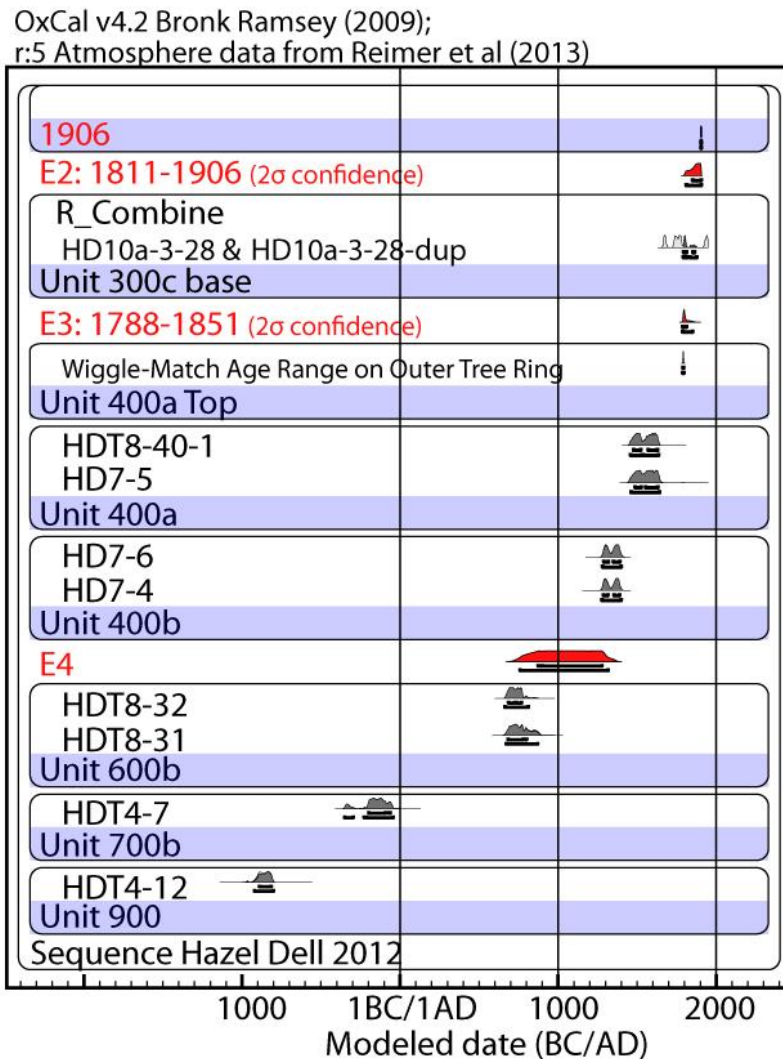 OxCal v4.2 Bronk Ramsey (2009);
r:5 Atmosphere data from Reimer et al (2013)
1906
E2: 1811-1906 (2σ confidence)
R_Combine
HD10a-3-28 & HD10a-3-28-dup
Unit 300c base
E3: 1788-1851 (2σ confidence)
Wiggle-Match Age Range on Outer Tree Ring
Unit 400a Top
HDT8-40-1
HD7-5
Unit 400a
HD7-6
HD7-4
Unit 400b
E4
HDT8-32
HDT8-31
Unit 600b
HDT4-7
Unit 700b
HDT4-12
Unit 900
Sequence Hazel Dell 2012
1000 1BC/1AD 1000 2000
Modeled date (BC/AD)